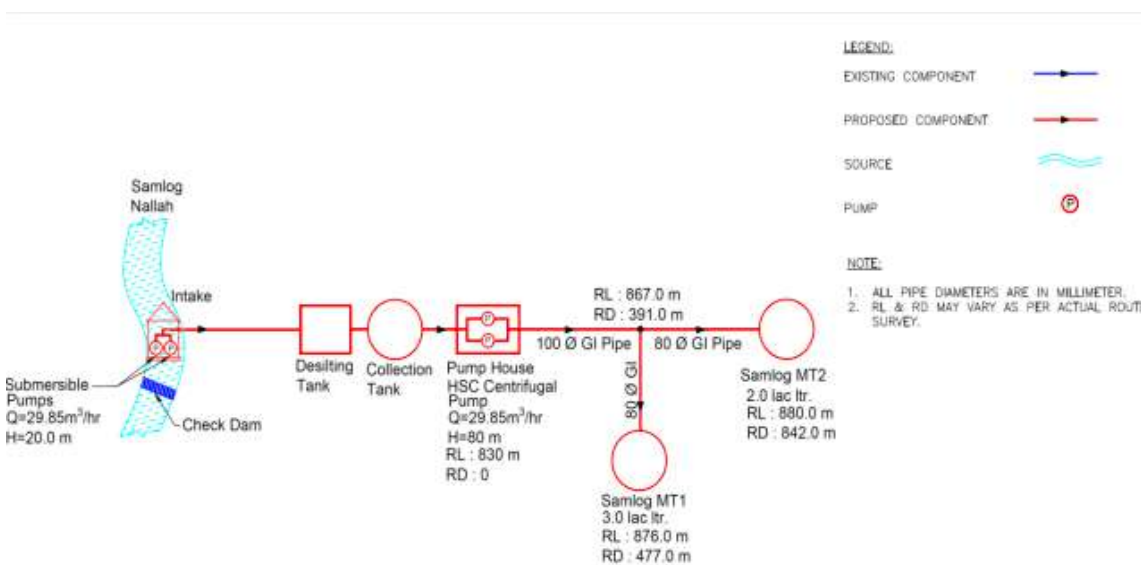 LEGEND:
EXISTING COMPONENT
PROPOSED COMPONENT
SOURCE
PUMP
P
NOTE:
1. ALL PIPE DIAMETERS ARE IN MILLIMETER.
2. RL & RD MAY VARY AS PER ACTUAL ROUT
SURVEY.
Samlog
Nallah
Intake
P P
Submersible
Pumps
Q=29.85m³/hr
H=20.0 m
Check Dam
Desilting
Tank
Collection
Tank
P
P
Pump House
HSC Centrifugal
Pump
Q=29.85m³/hr
H=80 m
RL : 830 m
RD : 0
RL : 867.0 m
RD : 391.0 m
100 Ø GI Pipe
80 Ø GI Pipe
80 Ø GI
Samlog MT2
2.0 lac ltr.
RL : 880.0 m
RD : 842.0 m
Samlog MT1
3.0 lac ltr.
RL : 876.0 m
RD : 477.0 m